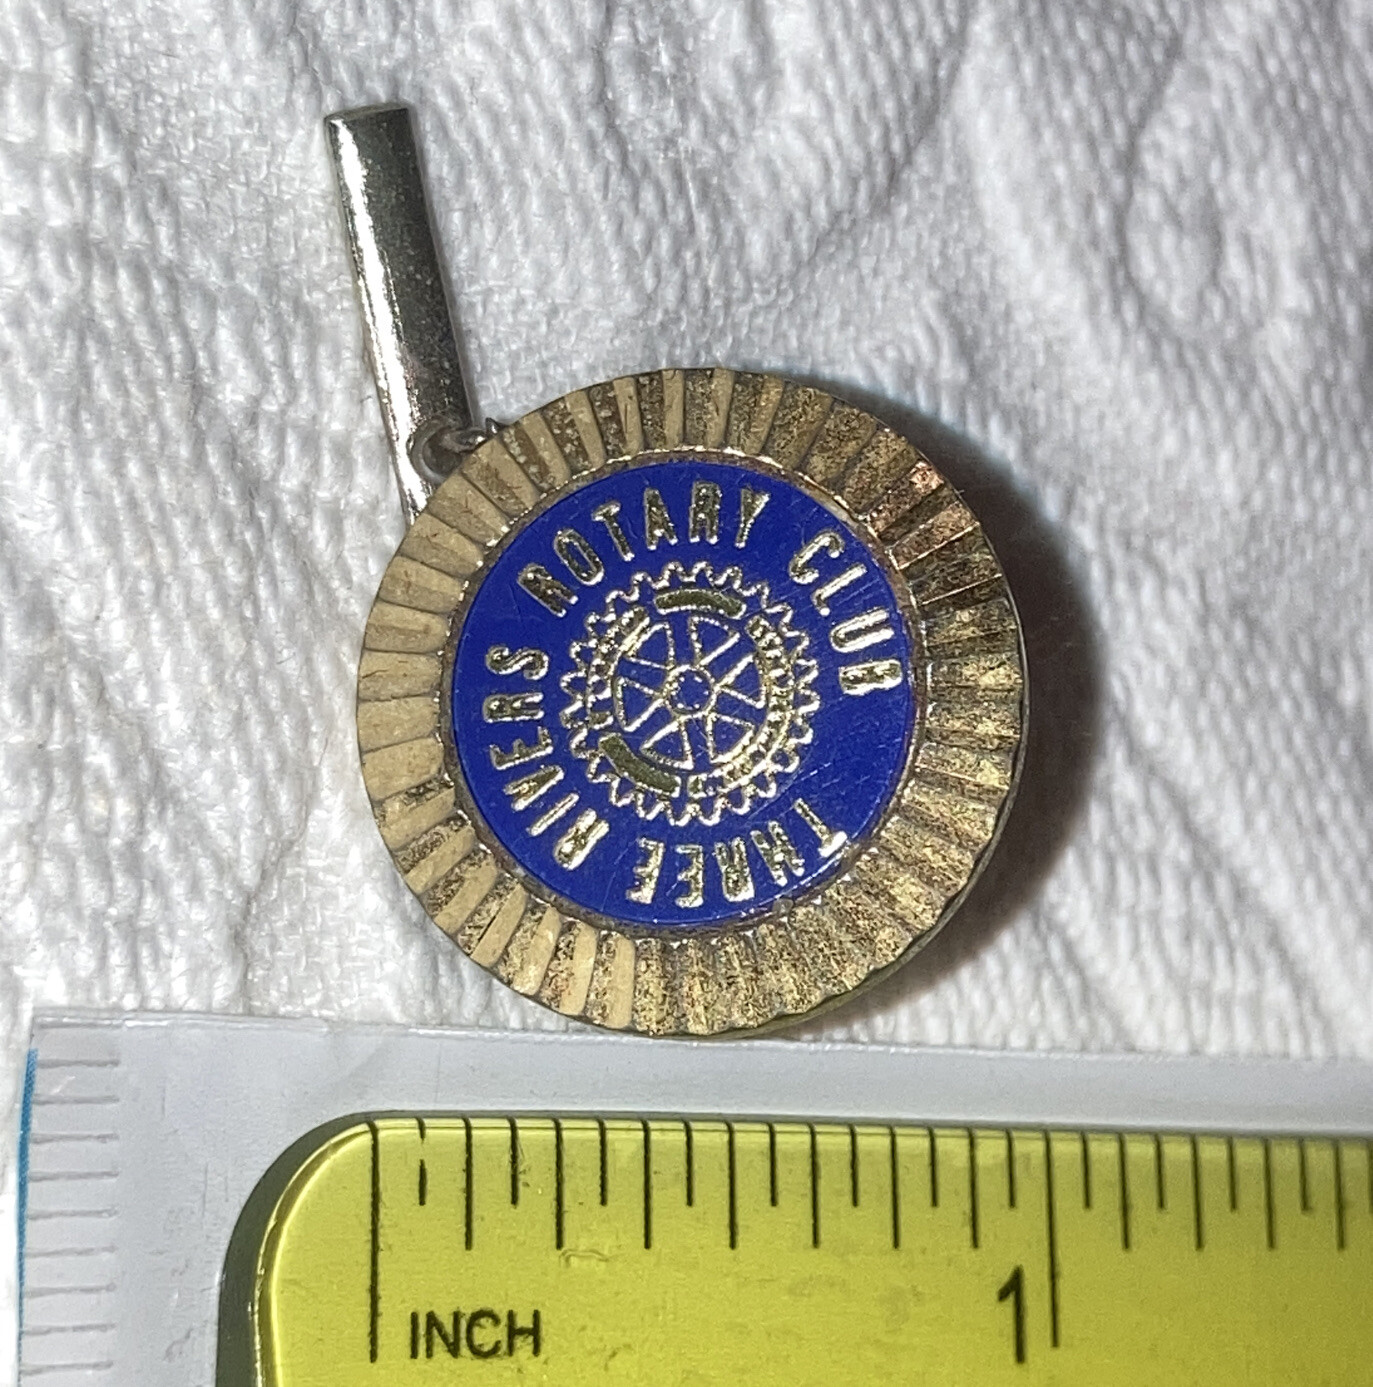 THREE RIVERS ROTARY CLUB
INCH
1